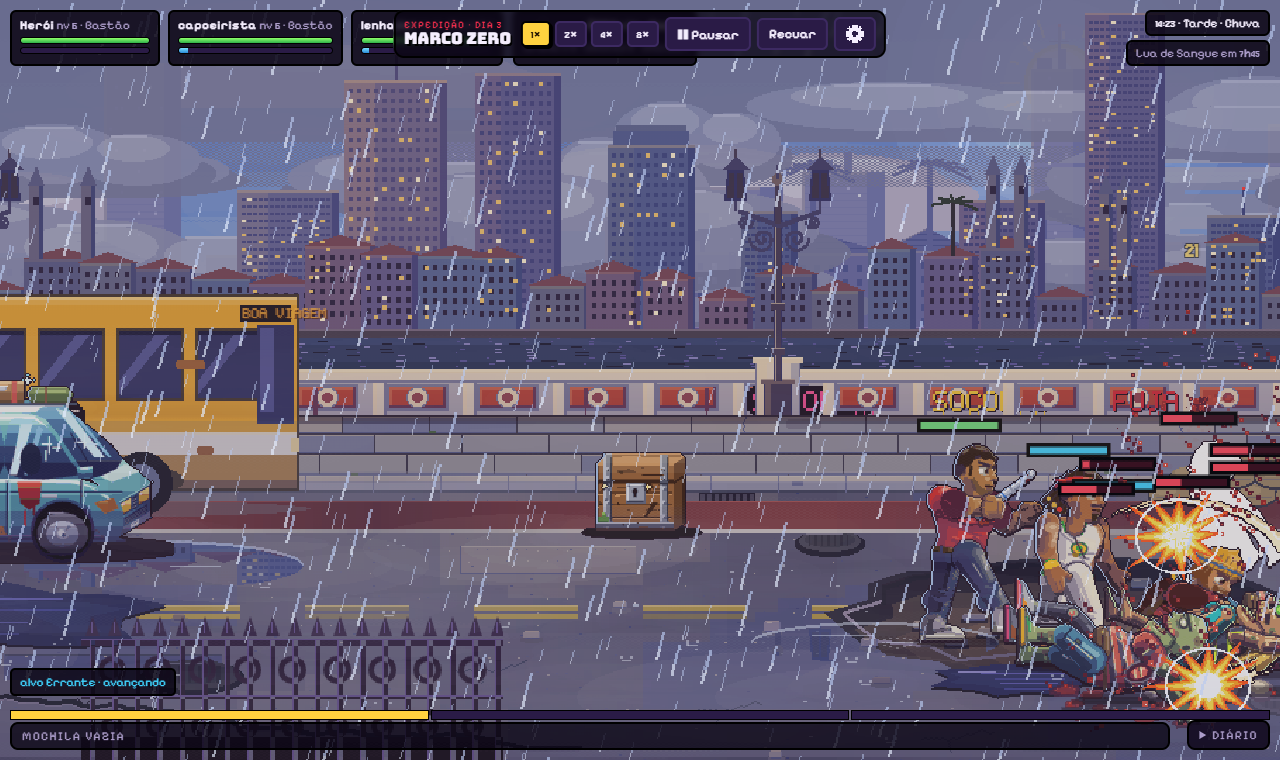 Herói nv 5 · Bastão
capoeirista nv 5 · Bastão
lenha
EXPEDIÇÃO · DIA 3
MARCO ZERO
1×
2×
4×
8×
Pausar
Recuar
14:23 · Tarde · Chuva
Lua de Sangue em 7h45
21
BOA VIAGEM
SOCO
FUJA
alvo Errante · avançando
MOCHILA VAZIA
▶ DIÁRIO